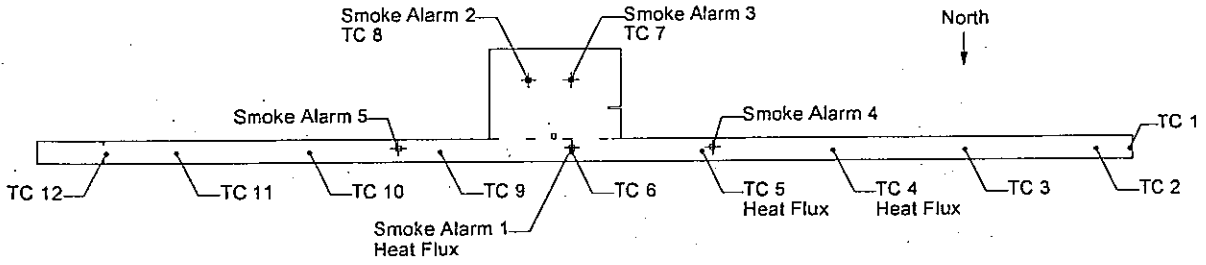 Smoke Alarm 2
TC 8
Smoke Alarm 3
TC 7
North
Smoke Alarm 5
Smoke Alarm 4
TC 1
TC 12
TC 11
TC 10
TC 9
TC 6
TC 5
Heat Flux
TC 4
Heat Flux
TC 3
TC 2
Smoke Alarm 1
Heat Flux